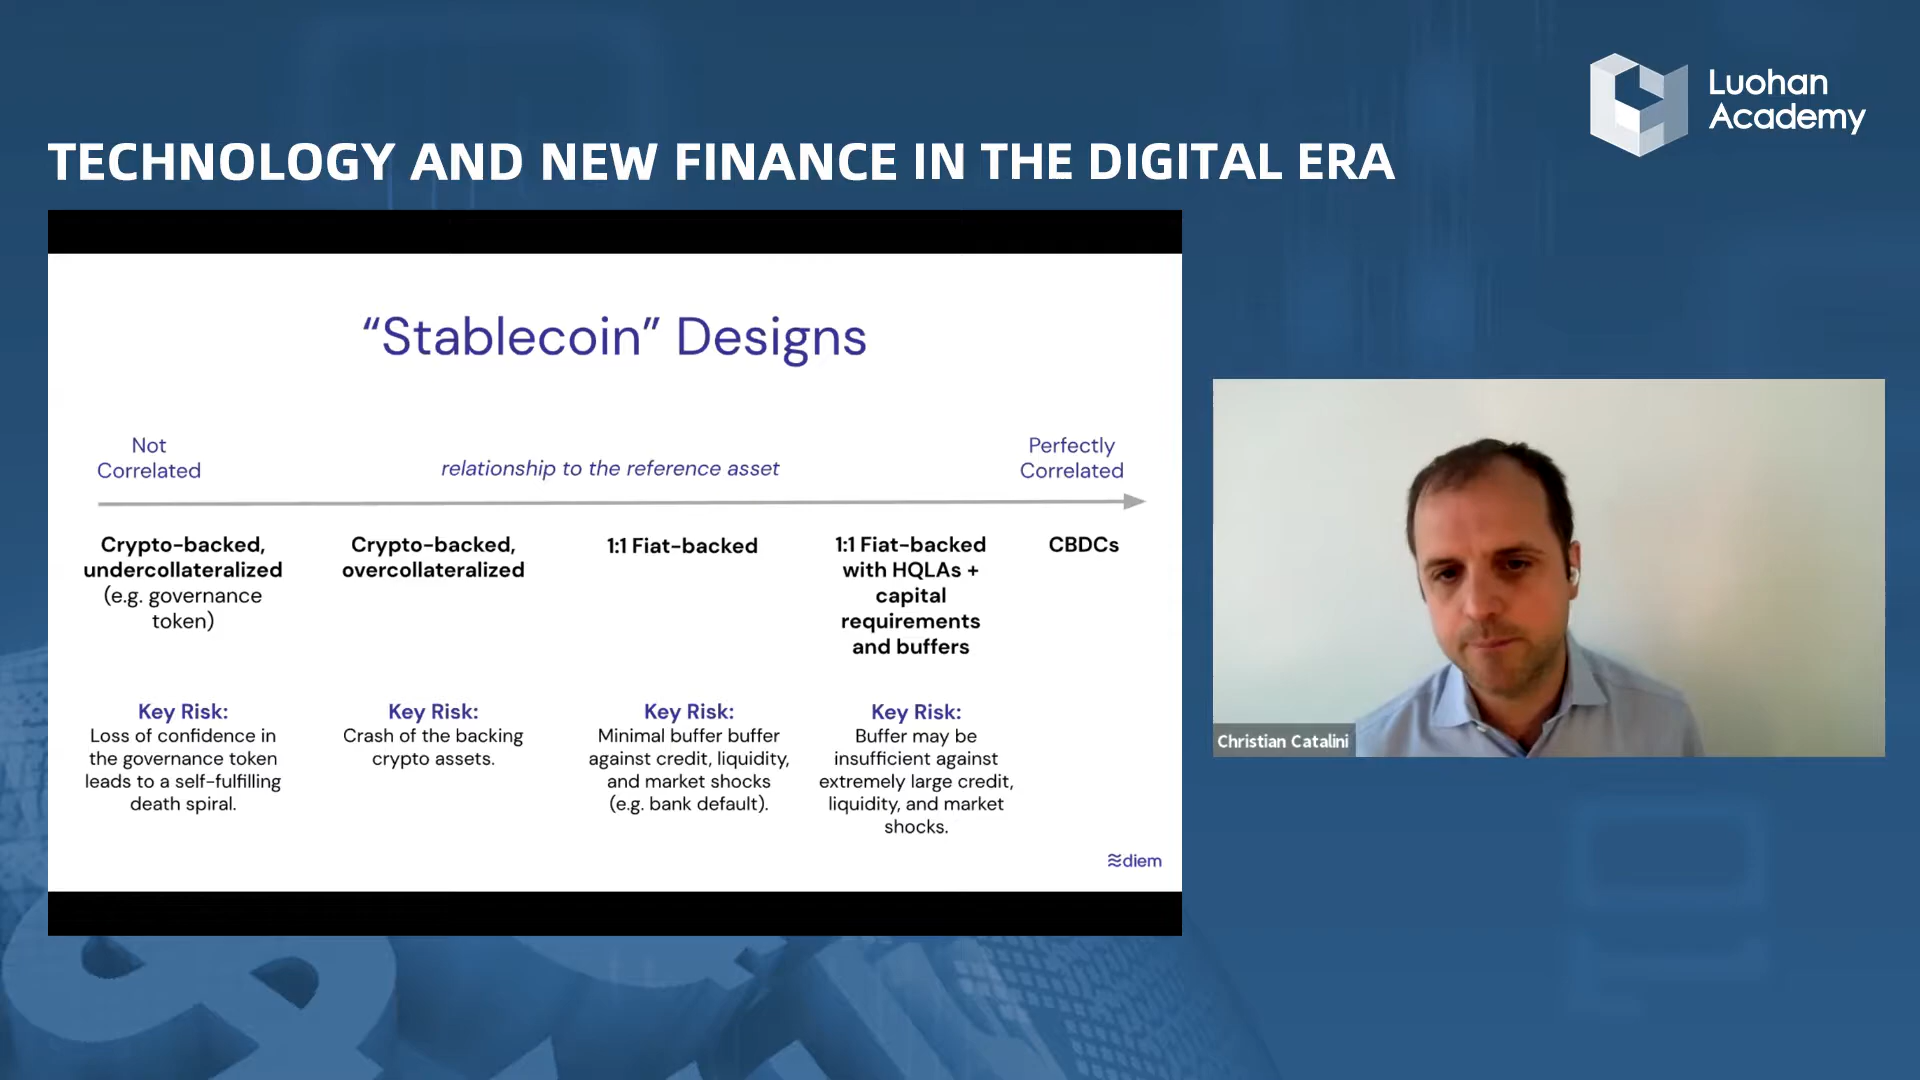 Luohan
Academy
TECHNOLOGY AND NEW FINANCE IN THE DIGITAL ERA
“Stablecoin” Designs
Not
Correlated
relationship to the reference asset
Perfectly
Correlated
Crypto-backed,
undercollateralized
(e.g. governance
token)
Crypto-backed,
overcollateralized
1:1 Fiat-backed
1:1 Fiat-backed
with HQLAs +
capital
requirements
and buffers
CBDCs
Key Risk:
Loss of confidence in
the governance token
leads to a self-fulfilling
death spiral.
Key Risk:
Crash of the backing
crypto assets.
Key Risk:
Minimal buffer buffer
against credit, liquidity,
and market shocks
(e.g. bank default).
Key Risk:
Buffer may be
insufficient against
extremely large credit,
liquidity, and market
shocks.
diem
Christian Catalini